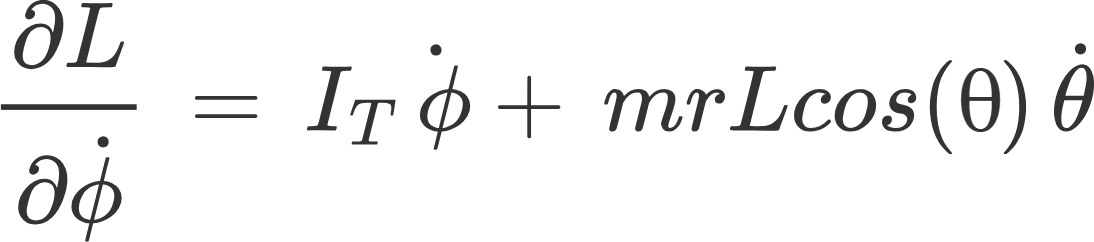 ∂L/∂φ̇ = I_T φ̇ + mrLcos(θ) θ̇